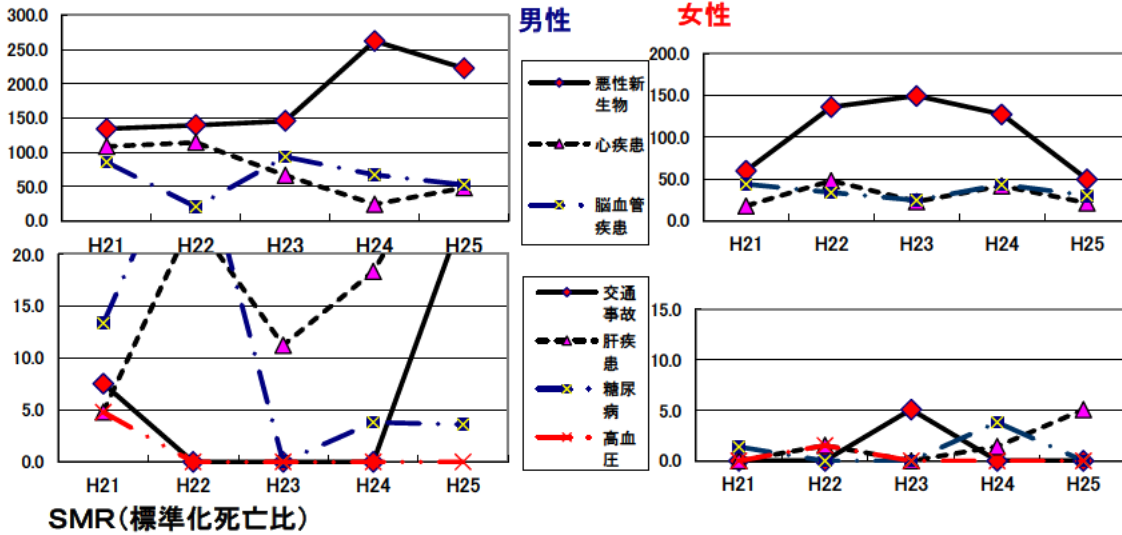 男性
女性
300.0
250.0
200.0
150.0
100.0
50.0
0.0
H21 H22 H23 H24 H25
悪性新
生物
心疾患
脳血管
疾患
200.0
150.0
100.0
50.0
0.0
H21 H22 H23 H24 H25
20.0
15.0
10.0
5.0
0.0
H21 H22 H23 H24 H25
交通
事故
肝疾
患
糖尿
病
高血
圧
15.0
10.0
5.0
0.0
H21 H22 H23 H24 H25
SMR(標準化死亡比)